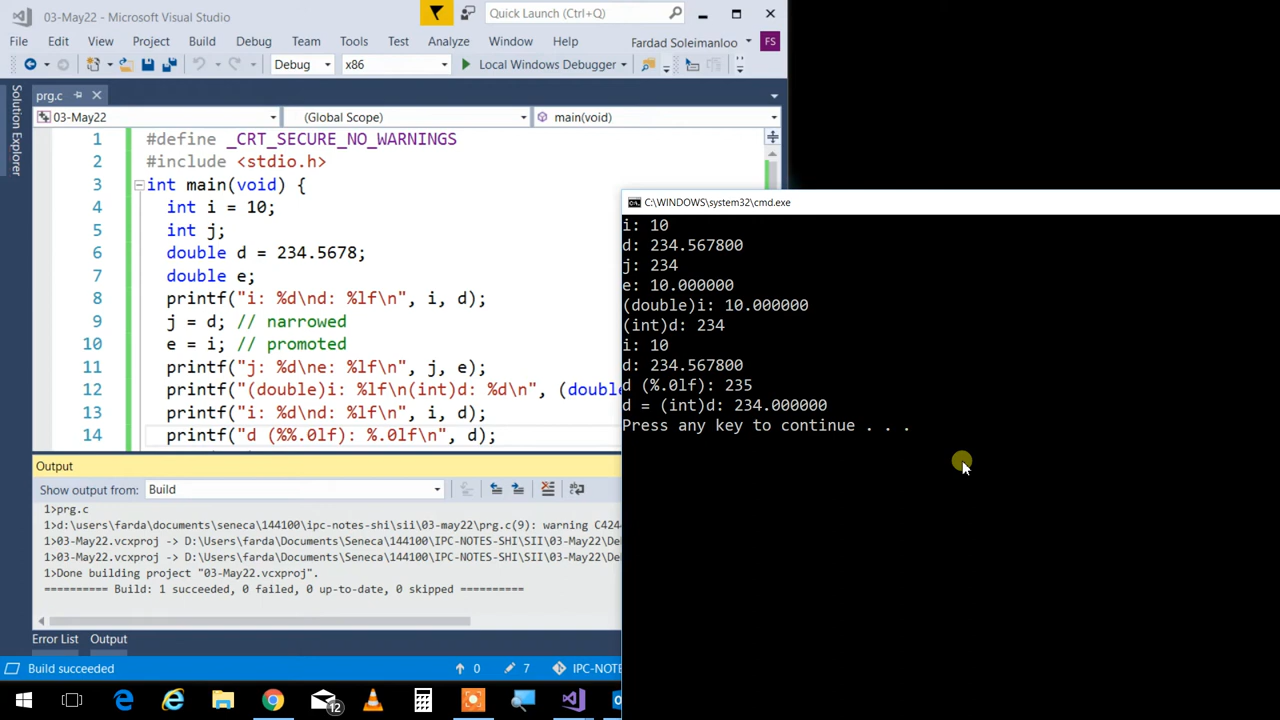 03-May22 - Microsoft Visual Studio
Quick Launch (Ctrl+Q)
File Edit View Project Build Debug Team Tools Test Analyze Window Help Fardad Soleimanloo FS
Debug x86 Local Windows Debugger
Solution Explorer
prg.c
03-May22 (Global Scope) main(void)
1 #define _CRT_SECURE_NO_WARNINGS
2 #include <stdio.h>
3 int main(void) {
4 int i = 10;
5 int j;
6 double d = 234.5678;
7 double e;
8 printf("i: %d\nd: %lf\n", i, d);
9 j = d; // narrowed
10 e = i; // promoted
11 printf("j: %d\ne: %lf\n", j, e);
12 printf("(double)i: %lf\n(int)d: %d\n", (doub
13 printf("i: %d\nd: %lf\n", i, d);
14 printf("d (%%.0lf): %.0lf\n", d);
Output
Show output from: Build
1>prg.c
1>d:\users\farda\documents\seneca\144100\ipc-notes-shi\sii\03-may22\prg.c(9): warning C424
1>03-May22.vcxproj -> D:\Users\farda\Documents\Seneca\144100\IPC-NOTES-SHI\SII\03-May22\De
1>03-May22.vcxproj -> D:\Users\farda\Documents\Seneca\144100\IPC-NOTES-SHI\SII\03-May22\De
1>Done building project "03-May22.vcxproj".
========== Build: 1 succeeded, 0 failed, 0 up-to-date, 0 skipped ==========
Error List Output
Build succeeded 0 7 IPC-NOTE
C:\WINDOWS\system32\cmd.exe
i: 10
d: 234.567800
j: 234
e: 10.000000
(double)i: 10.000000
(int)d: 234
i: 10
d: 234.567800
d (%.0lf): 235
d = (int)d: 234.000000
Press any key to continue . . .
12